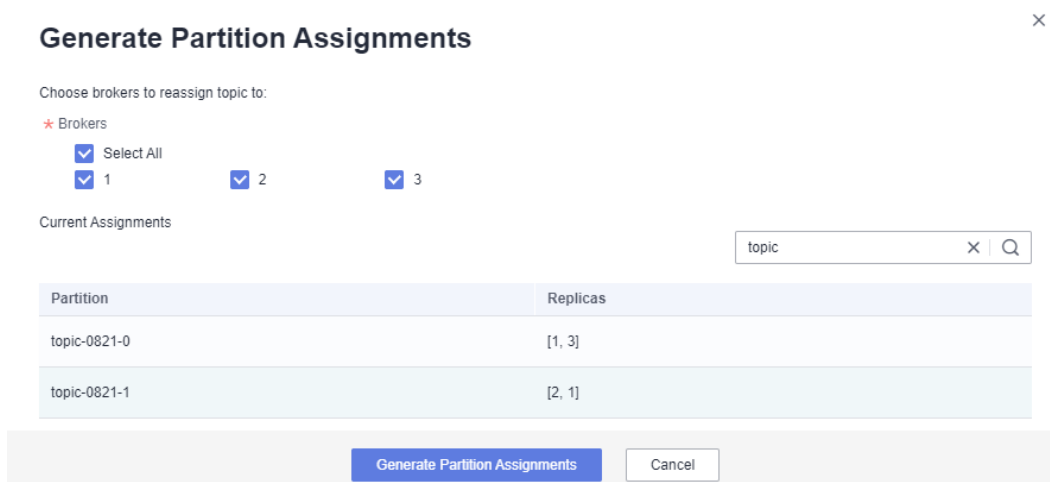 Generate Partition Assignments
Choose brokers to reassign topic to:
* Brokers
Select All
1 2 3
Current Assignments
topic
Partition Replicas
topic-0821-0 [1, 3]
topic-0821-1 [2, 1]
Generate Partition Assignments Cancel